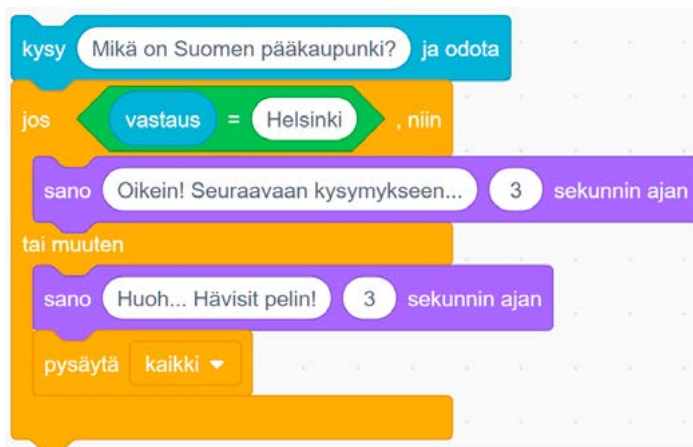 kysy Mikä on Suomen pääkaupunki? ja odota
jos vastaus = Helsinki , niin
sano Oikein! Seuraavaan kysymykseen... 3 sekunnin ajan
tai muuten
sano Huoh... Hävisit pelin! 3 sekunnin ajan
pysäytä kaikki